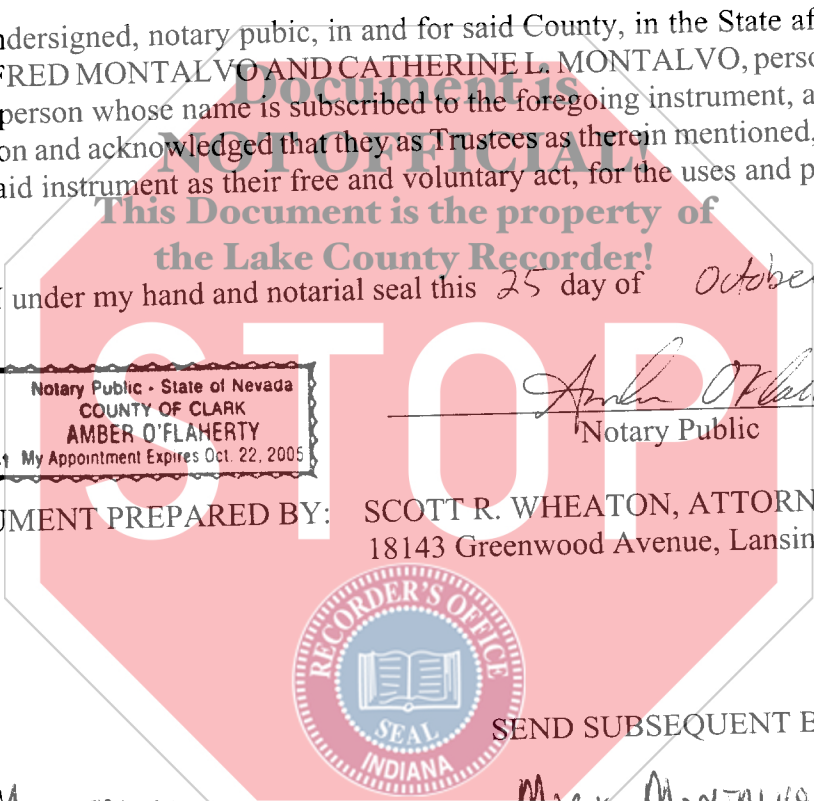 ndersigned, notary pubic, in and for said County, in the State af
FRED MONTALVO AND CATHERINE L. MONTALVO, perso
Document is
person whose name is subscribed to the foregoing instrument, a
NOT OFFICIAL!
on and acknowledged that they as Trustees as therein mentioned,
aid instrument as their free and voluntary act, for the uses and p
This Document is the property of
the Lake County Recorder!
under my hand and notarial seal this 25 day of October
STOP
Notary Public - State of Nevada
COUNTY OF CLARK
AMBER O'FLAHERTY
My Appointment Expires Oct. 22, 2005
Amber O'Fla
Notary Public
UMENT PREPARED BY: SCOTT R. WHEATON, ATTORN
18143 Greenwood Avenue, Lansin
RECORDER'S OFFICE
SEAL
INDIANA
SEND SUBSEQUENT B